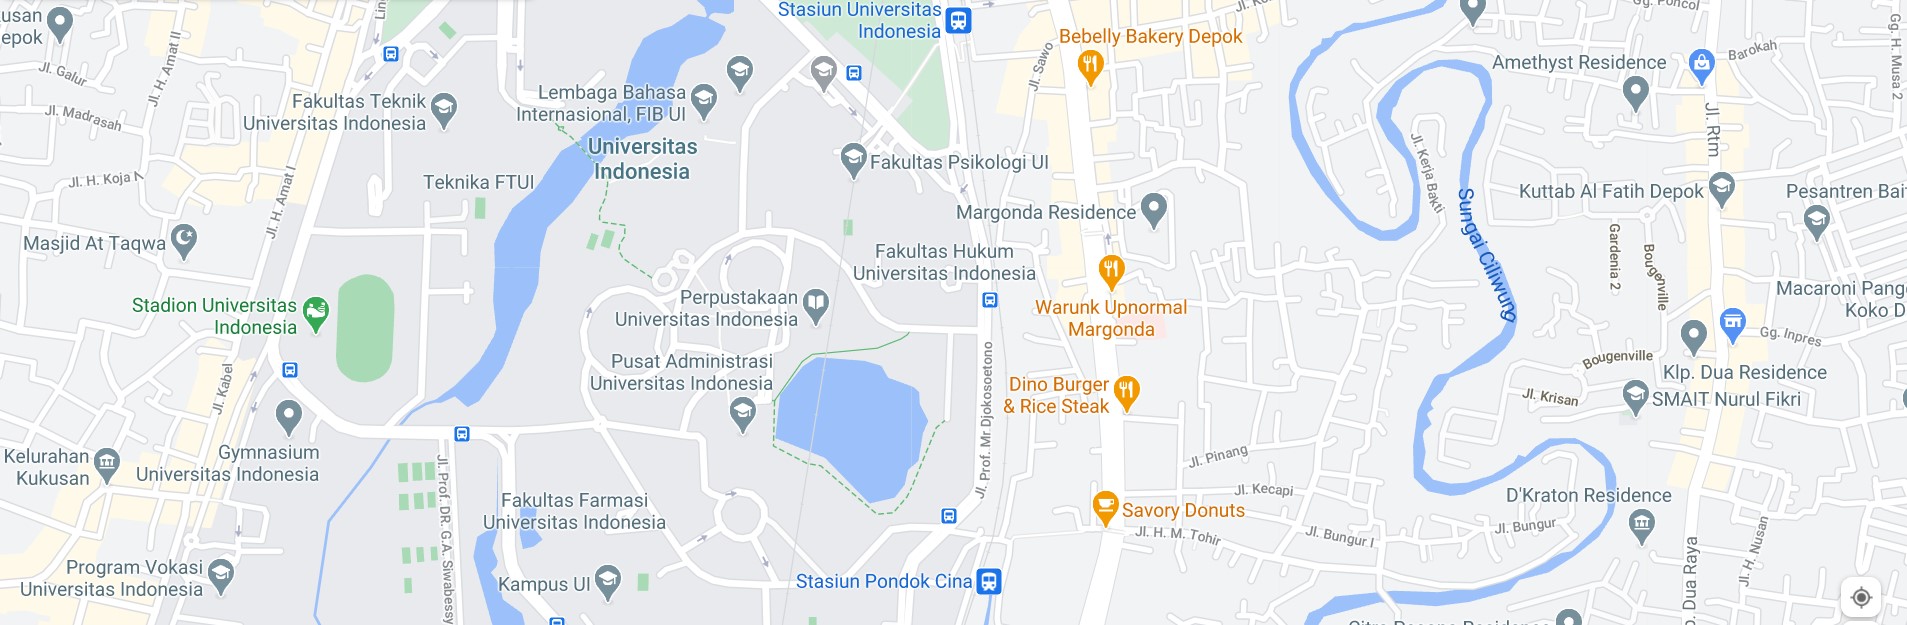 Stasiun Universitas
Indonesia
Gg. Poncol
Bebelly Bakery Depok
Jl. Sawo
Barokah
Gg. H. Musa 2
epok
Jl. Galur
Jl. H. Amat II
Amethyst Residence
Fakultas Teknik
Universitas Indonesia
Lembaga Bahasa
Internasional, FIB UI
Jl. Madrasah
Jl. Rtm
Universitas
Indonesia
Fakultas Psikologi UI
Jl. Kerja Bakti
Jl. H. Koja
Teknika FTUI
Jl. H. Amat I
Margonda Residence
Kuttab Al Fatih Depok
Pesantren Bait
Masjid At Taqwa
Sungai Ciliwung
Gardenia 2
Bougenville
Fakultas Hukum
Universitas Indonesia
Stadion Universitas
Indonesia
Perpustakaan
Universitas Indonesia
Warunk Upnormal
Margonda
Macaroni Pang
Koko D
Gg. Inpres
Pusat Administrasi
Universitas Indonesia
Jl. Kabel
Jl. Prof. Mr Djokosoetono
Dino Burger
& Rice Steak
Bougenville
Klp. Dua Residence
Jl. Krisan
SMAIT Nurul Fikri
Kelurahan
Kukusan
Gymnasium
Universitas Indonesia
Jl. Pinang
Jl. Prof. DR. G.A. Siwabessy
Fakultas Farmasi
Universitas Indonesia
Jl. Kecapi
D'Kraton Residence
Savory Donuts
Jl. H. M. Tohir
Jl. Bungur I
Jl. Bungur
Jl. H. Nusan
Dua Raya
Program Vokasi
Universitas Indonesia
Kampus UI
Stasiun Pondok Cina